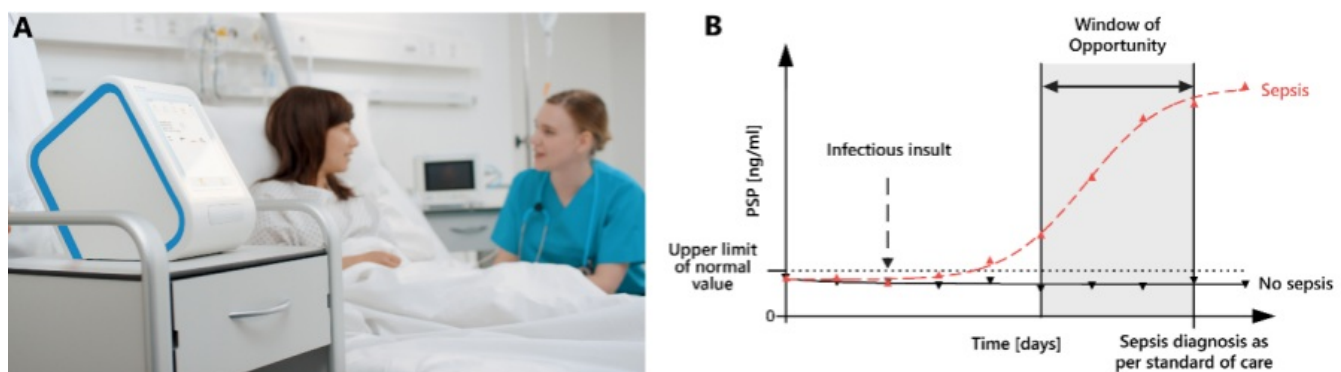 A
B
Window of
Opportunity
Sepsis
Infectious insult
PSP [ng/ml]
Upper limit
of normal
value
No sepsis
0
Time [days]
Sepsis diagnosis as
per standard of care